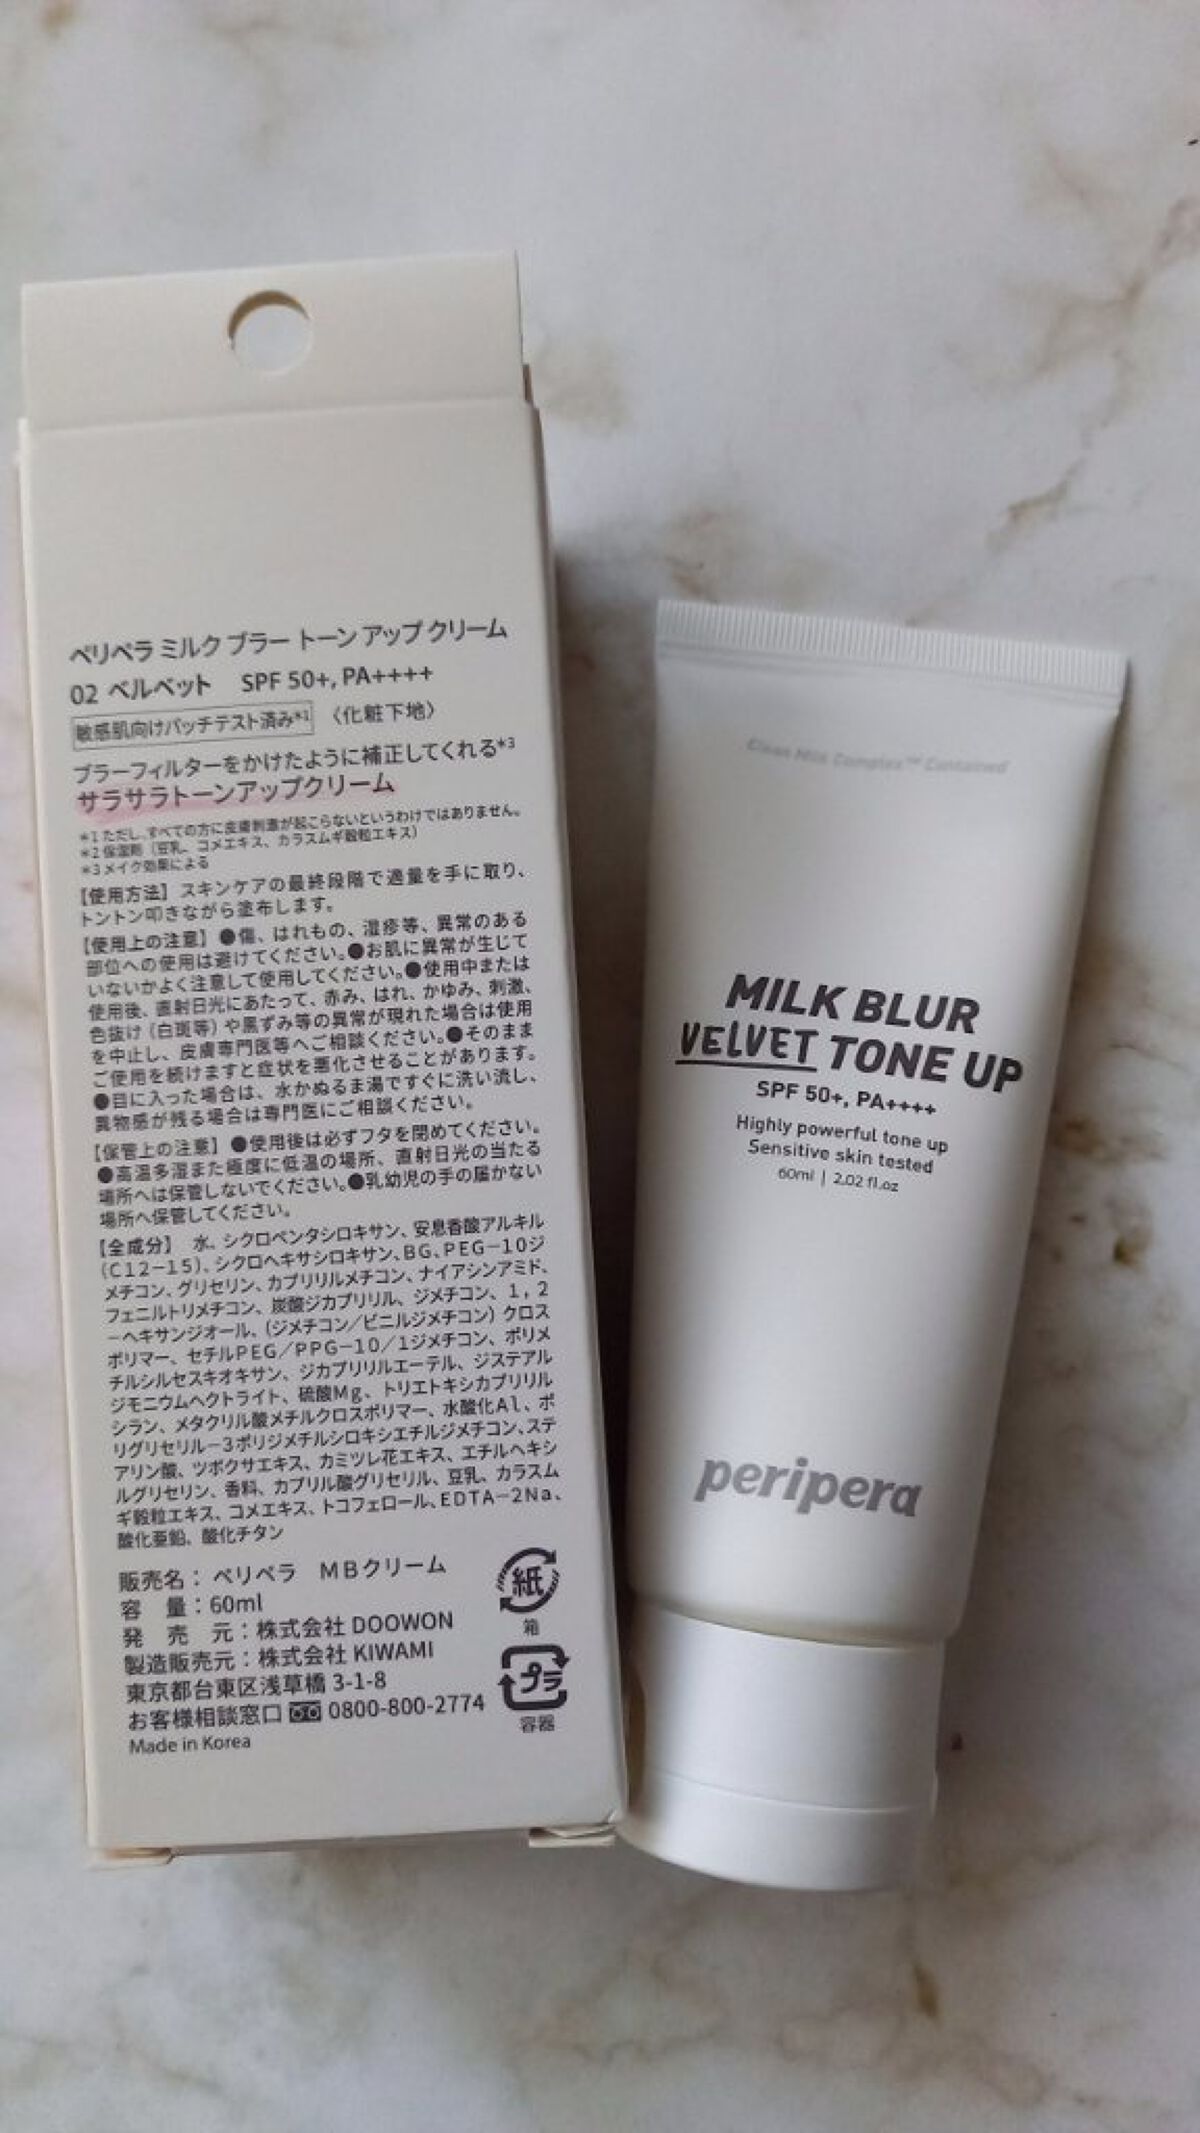 ペリペラ ミルク ブラー トーン アップ クリーム
02 ベルベット SPF 50+, PA++++
敏感肌向けパッチテスト済み*1 〈化粧下地〉
ブラーフィルターをかけたように補正してくれる*3
サラサラトーンアップクリーム
*1 ただし、すべての方に皮膚刺激が起こらないというわけではありません。
*2 保湿剤（豆乳、コメエキス、カラスムギ穀粒エキス）
*3 メイク効果による
【使用方法】スキンケアの最終段階で適量を手に取り、
トントン叩きながら塗布します。
【使用上の注意】●傷、はれもの、湿疹等、異常のある
部位への使用は避けてください。●お肌に異常が生じて
いないかよく注意して使用してください。●使用中または
使用後、直射日光にあたって、赤み、はれ、かゆみ、刺激、
色抜け（白斑等）や黒ずみ等の異常が現れた場合は使用
を中止し、皮膚専門医等へご相談ください。●そのまま
ご使用を続けますと症状を悪化させることがあります。
●目に入った場合は、水かぬるま湯ですぐに洗い流し、
異物感が残る場合は専門医にご相談ください。
【保管上の注意】●使用後は必ずフタを閉めてください。
●高温多湿また極度に低温の場所、直射日光の当たる
場所へは保管しないでください。●乳幼児の手の届かない
場所へ保管してください。
【全成分】 水、シクロペンタシロキサン、安息香酸アルキル
（C12－15）、シクロヘキサシロキサン、BG、PEG－10ジ
メチコン、グリセリン、カプリリルメチコン、ナイアシンアミド、
フェニルトリメチコン、炭酸ジカプリリル、ジメチコン、1，2
－ヘキサンジオール、（ジメチコン／ビニルジメチコン）クロス
ポリマー、セチルPEG／PPG－10／1ジメチコン、ポリメ
チルシルセスキオキサン、ジカプリリルエーテル、ジステアル
ジモニウムヘクトライト、硫酸Mg、トリエトキシカプリリル
シラン、メタクリル酸メチルクロスポリマー、水酸化Al、ポ
リグリセリル－3ポリジメチルシロキシエチルジメチコン、ステ
アリン酸、ツボクサエキス、カミツレ花エキス、エチルヘキシ
ルグリセリン、香料、カプリル酸グリセリル、豆乳、カラスム
ギ穀粒エキス、コメエキス、トコフェロール、EDTA－2Na、
酸化亜鉛、酸化チタン
販売名：ペリペラ MBクリーム
容 量：60ml
発 売 元：株式会社 DOOWON
製造販売元：株式会社 KIWAMI
東京都台東区浅草橋 3-1-8
お客様相談窓口 0800-800-2774
Made in Korea
紙
箱
プラ
容器
Clean Milk Complex™ Contained
MILK BLUR
VELVET TONE UP
SPF 50+, PA++++
Highly powerful tone up
Sensitive skin tested
60ml | 2.02 fl.oz
peripera